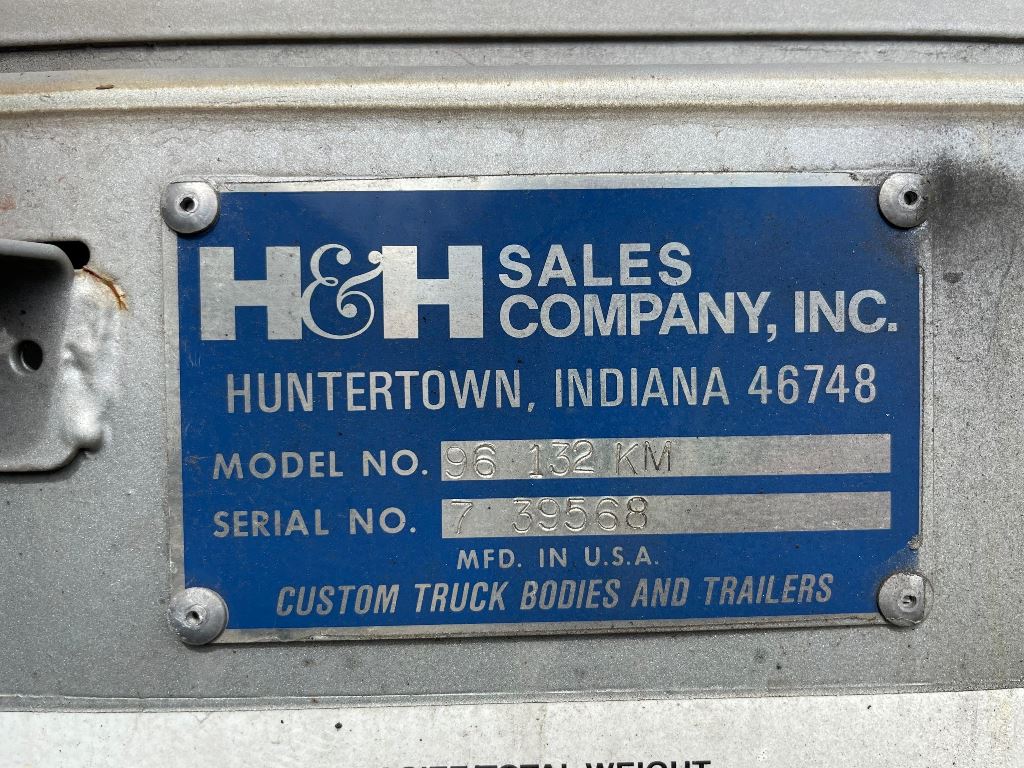 H&H SALES COMPANY, INC.
HUNTERTOWN, INDIANA 46748
MODEL NO. 96 132 KM
SERIAL NO. 7 39568
MFD. IN U.S.A.
CUSTOM TRUCK BODIES AND TRAILERS
WEIGHT